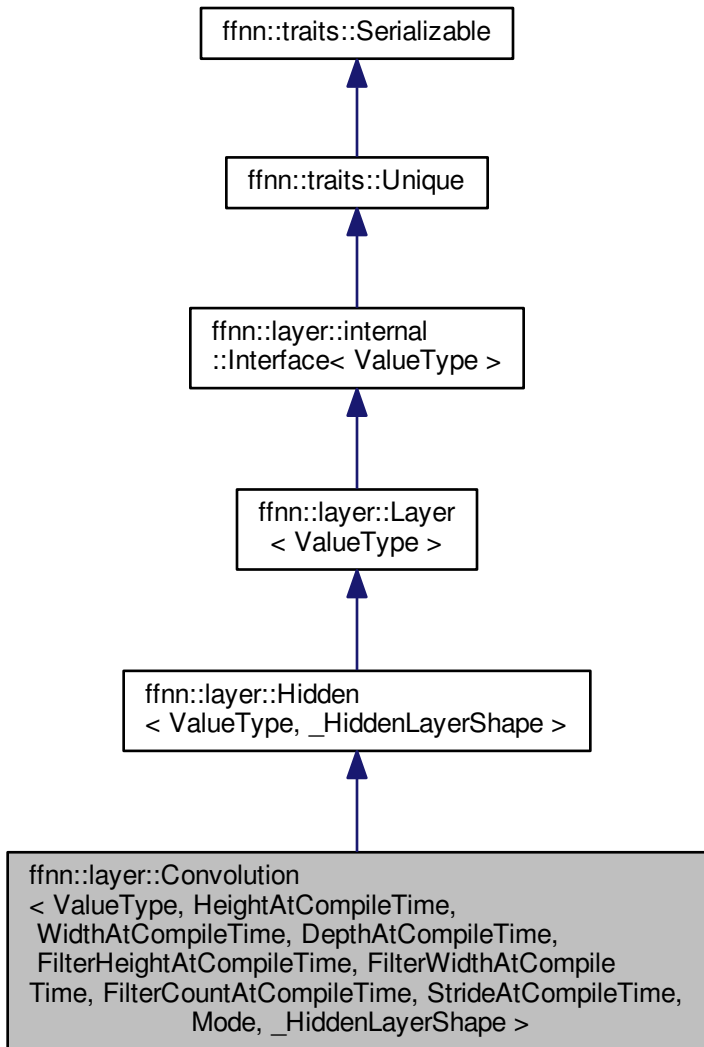 ffnn::traits::Serializable
ffnn::traits::Unique
ffnn::layer::internal
::Interface< ValueType >
ffnn::layer::Layer
< ValueType >
ffnn::layer::Hidden
< ValueType, _HiddenLayerShape >
ffnn::layer::Convolution
< ValueType, HeightAtCompileTime,
WidthAtCompileTime, DepthAtCompileTime,
FilterHeightAtCompileTime, FilterWidthAtCompile
Time, FilterCountAtCompileTime, StrideAtCompileTime,
Mode, _HiddenLayerShape >